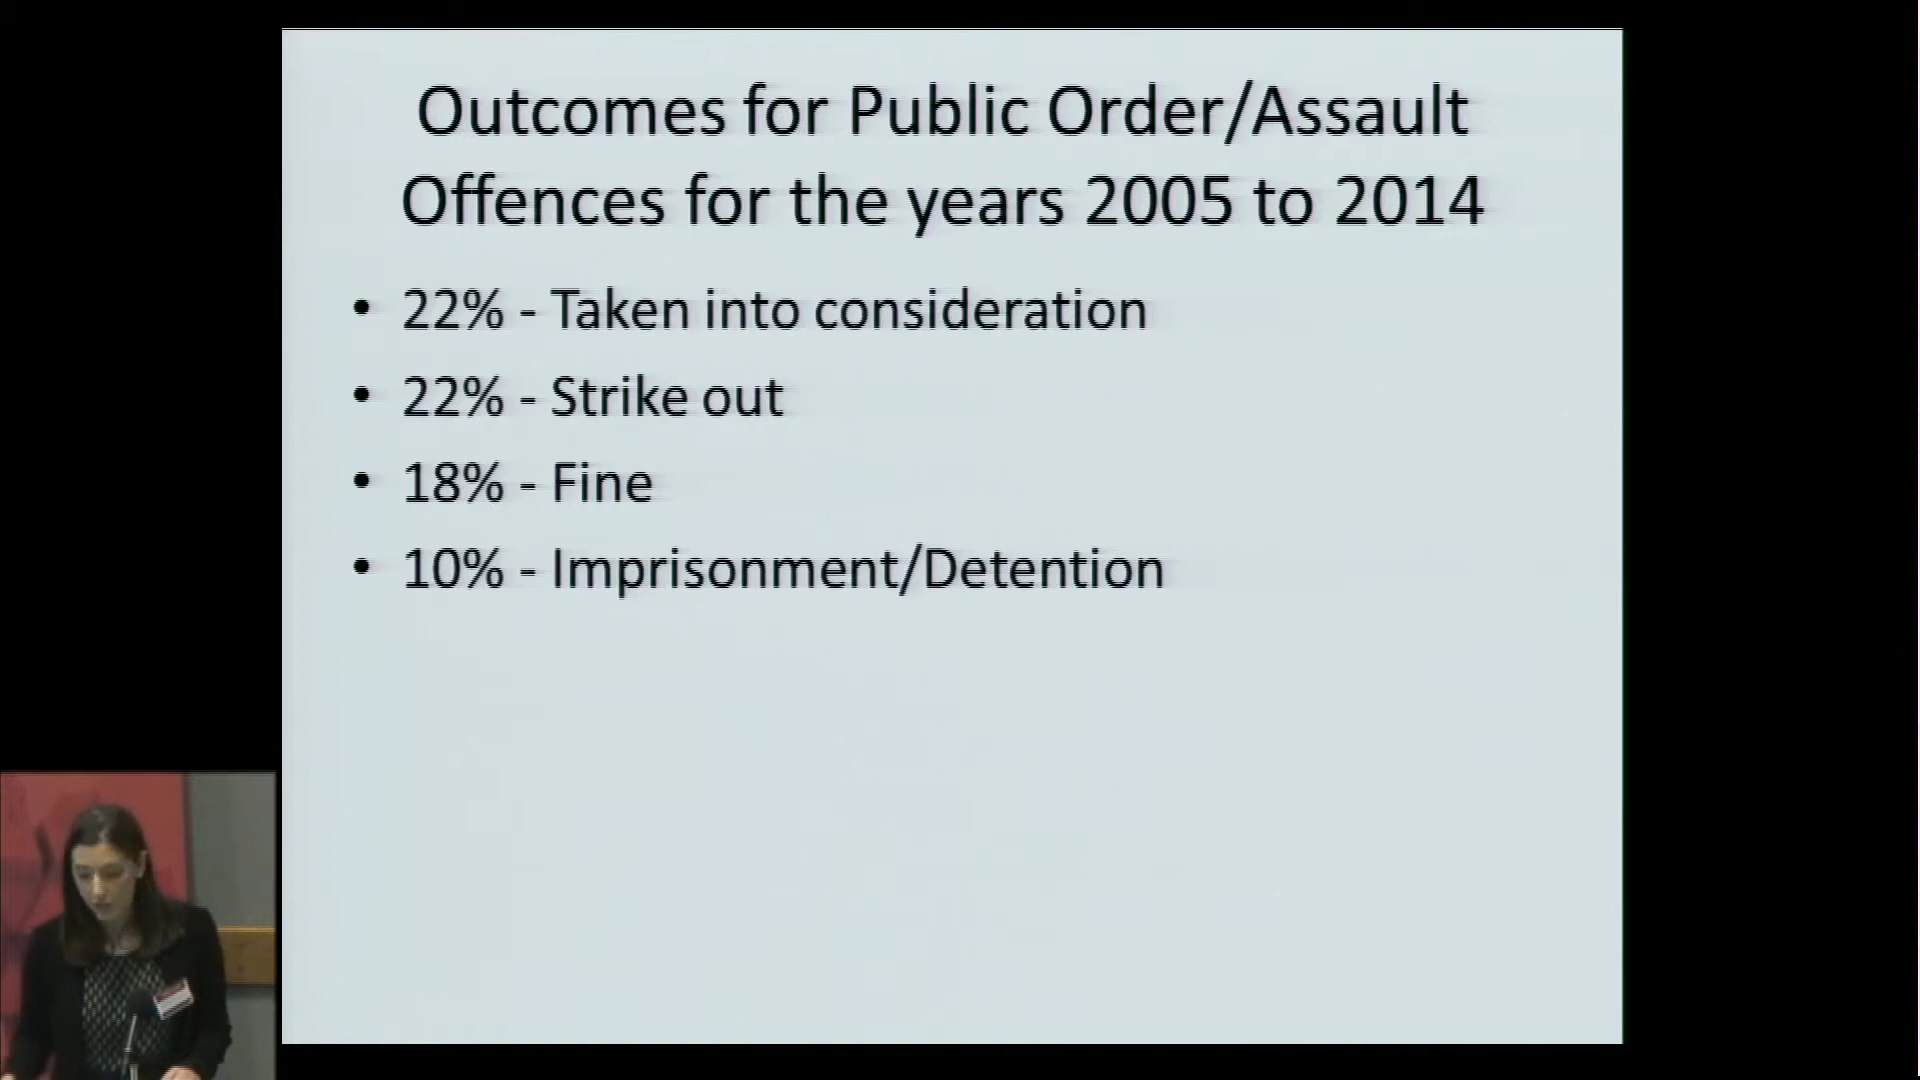 Outcomes for Public Order/Assault
Offences for the years 2005 to 2014
• 22% - Taken into consideration
• 22% - Strike out
• 18% - Fine
• 10% - Imprisonment/Detention